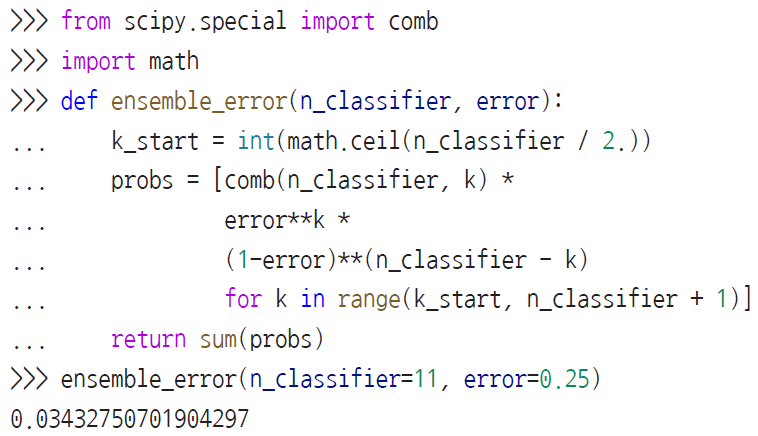 >>> from scipy.special import comb
>>> import math
>>> def ensemble_error(n_classifier, error):
...     k_start = int(math.ceil(n_classifier / 2.))
...     probs = [comb(n_classifier, k) *
...              error**k *
...              (1-error)**(n_classifier - k)
...              for k in range(k_start, n_classifier + 1)]
...     return sum(probs)
>>> ensemble_error(n_classifier=11, error=0.25)
0.03432750701904297